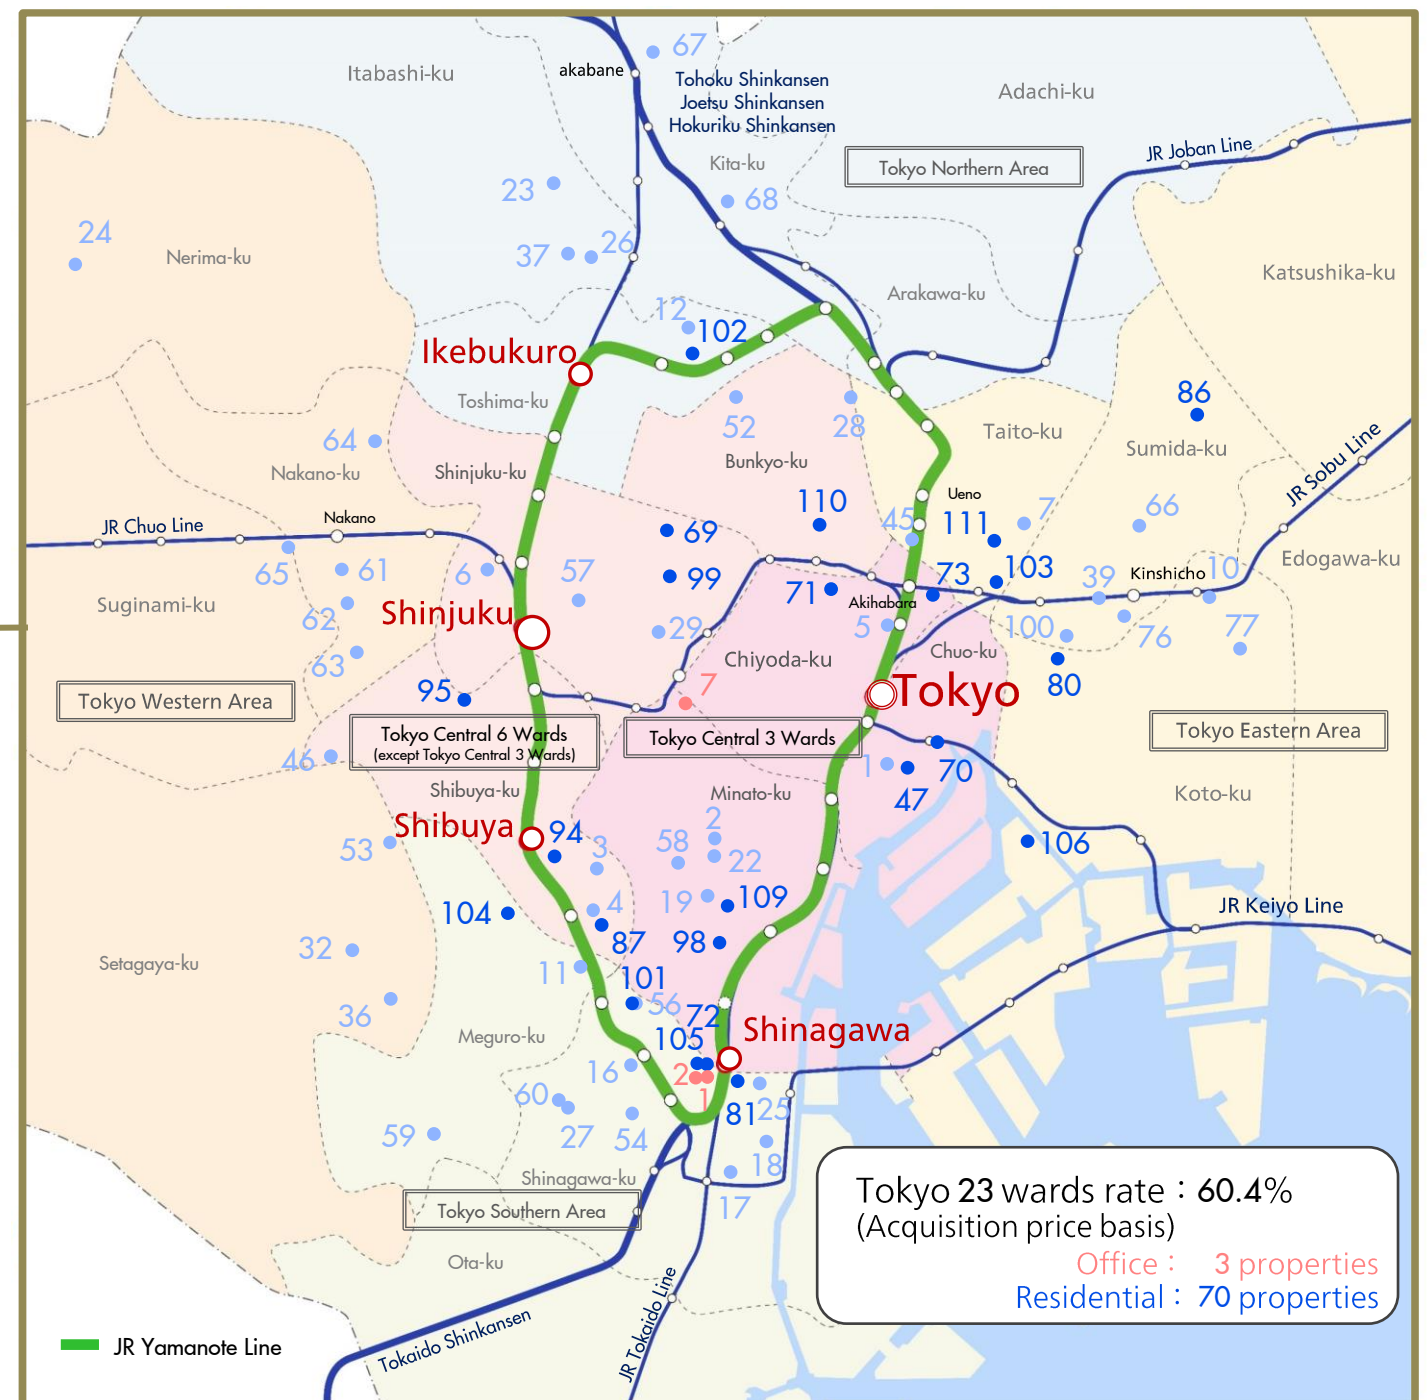 67
akabane
Itabashi-ku
Tohoku Shinkansen
Joetsu Shinkansen
Hokuriku Shinkansen
Adachi-ku
JR Joban Line
Kita-ku
Tokyo Northern Area
23
68
24
37
26
Nerima-ku
Katsushika-ku
Arakawa-ku
12
102
Ikebukuro
Toshima-ku
86
52
28
64
Taito-ku
Sumida-ku
Nakano-ku
Shinjuku-ku
Bunkyo-ku
JR Sobu Line
110
Ueno
7
66
JR Chuo Line
Nakano
69
45
111
Edogawa-ku
65
61
6
57
99
71
73
103
39
Kinshicho
10
Suginami-ku
62
Shinjuku
29
Akihabara
5
100
76
77
63
Chiyoda-ku
Chuo-ku
95
7
Tokyo
80
Tokyo Western Area
Tokyo Central 6 Wards
(except Tokyo Central 3 Wards)
Tokyo Central 3 Wards
Tokyo Eastern Area
46
1
70
Shibuya-ku
Minato-ku
47
Koto-ku
Shibuya
94
2
53
3
58
22
106
104
4
19
109
JR Keiyo Line
87
98
32
Setagaya-ku
11
101
56
36
72
Meguro-ku
105
Shinagawa
16
2
1
60
81
25
59
27
54
18
Shinagawa-ku
17
Tokyo Southern Area
Ota-ku
Tokyo 23 wards rate : 60.4%
(Acquisition price basis)
Office : 3 properties
Residential : 70 properties
JR Yamanote Line
Tokaido Shinkansen
JR Tokaido Line